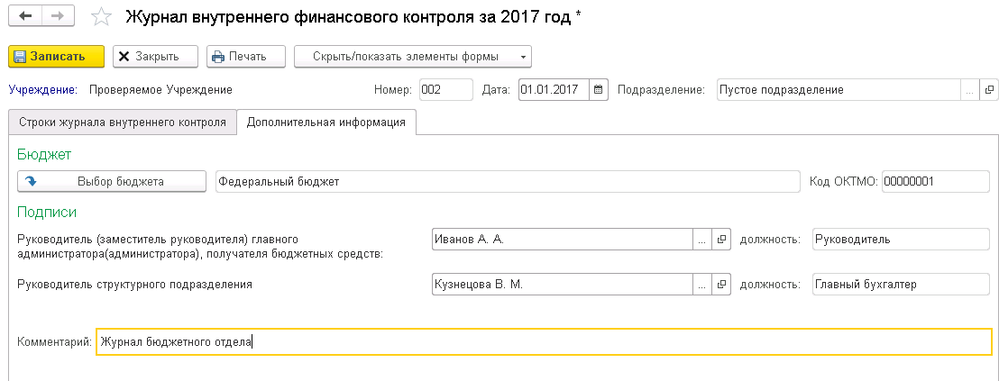 Журнал внутреннего финансового контроля за 2017 год *
Записать Закрыть Печать Скрыть/показать элементы формы
Учреждение: Проверяемое Учреждение Номер: 002 Дата: 01.01.2017 Подразделение: Пустое подразделение ...
Строки журнала внутреннего контроля Дополнительная информация
Бюджет
Выбор бюджета Федеральный бюджет Код ОКТМО: 00000001
Подписи
Руководитель (заместитель руководителя) главного Иванов А. А. ... должность: Руководитель
администратора(администратора), получателя бюджетных средств:
Руководитель структурного подразделения Кузнецова В. М. ... должность: Главный бухгалтер
Комментарий: Журнал бюджетного отдела